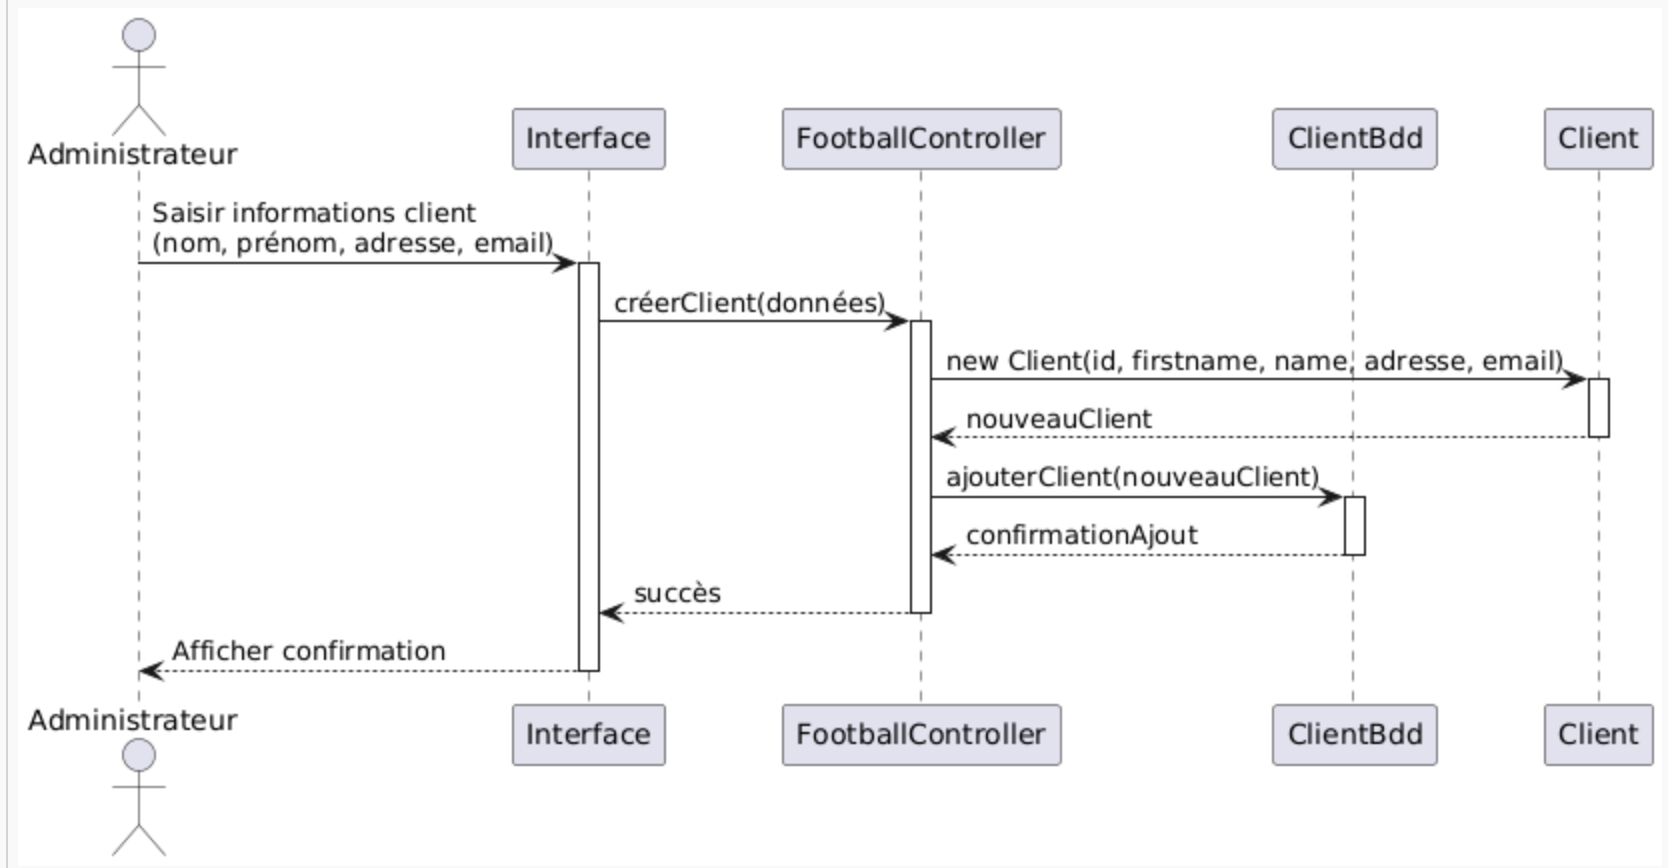 Administrateur
Interface
FootballController
ClientBdd
Client
Saisir informations client
(nom, prénom, adresse, email)
créerClient(données)
new Client(id, firstname, name, adresse, email)
nouveauClient
ajouterClient(nouveauClient)
confirmationAjout
succès
Afficher confirmation
Administrateur
Interface
FootballController
ClientBdd
Client